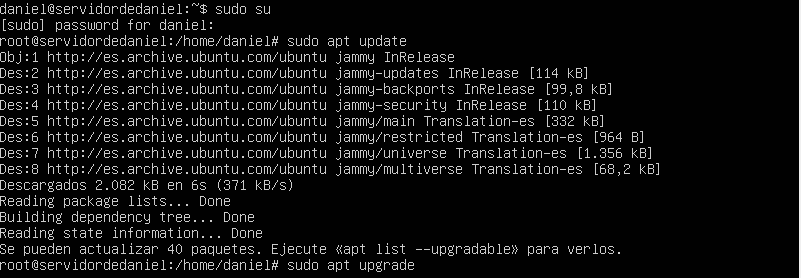 daniel@servidordedaniel:~$ sudo su
[sudo] password for daniel:
root@servidordedaniel:/home/daniel# sudo apt update
Obj:1 http://es.archive.ubuntu.com/ubuntu jammy InRelease
Des:2 http://es.archive.ubuntu.com/ubuntu jammy-updates InRelease [114 kB]
Des:3 http://es.archive.ubuntu.com/ubuntu jammy-backports InRelease [99,8 kB]
Des:4 http://es.archive.ubuntu.com/ubuntu jammy-security InRelease [110 kB]
Des:5 http://es.archive.ubuntu.com/ubuntu jammy/main Translation-es [332 kB]
Des:6 http://es.archive.ubuntu.com/ubuntu jammy/restricted Translation-es [964 B]
Des:7 http://es.archive.ubuntu.com/ubuntu jammy/universe Translation-es [1.356 kB]
Des:8 http://es.archive.ubuntu.com/ubuntu jammy/multiverse Translation-es [68,2 kB]
Descargados 2.082 kB en 6s (371 kB/s)
Reading package lists... Done
Building dependency tree... Done
Reading state information... Done
Se pueden actualizar 40 paquetes. Ejecute «apt list --upgradable» para verlos.
root@servidordedaniel:/home/daniel# sudo apt upgrade